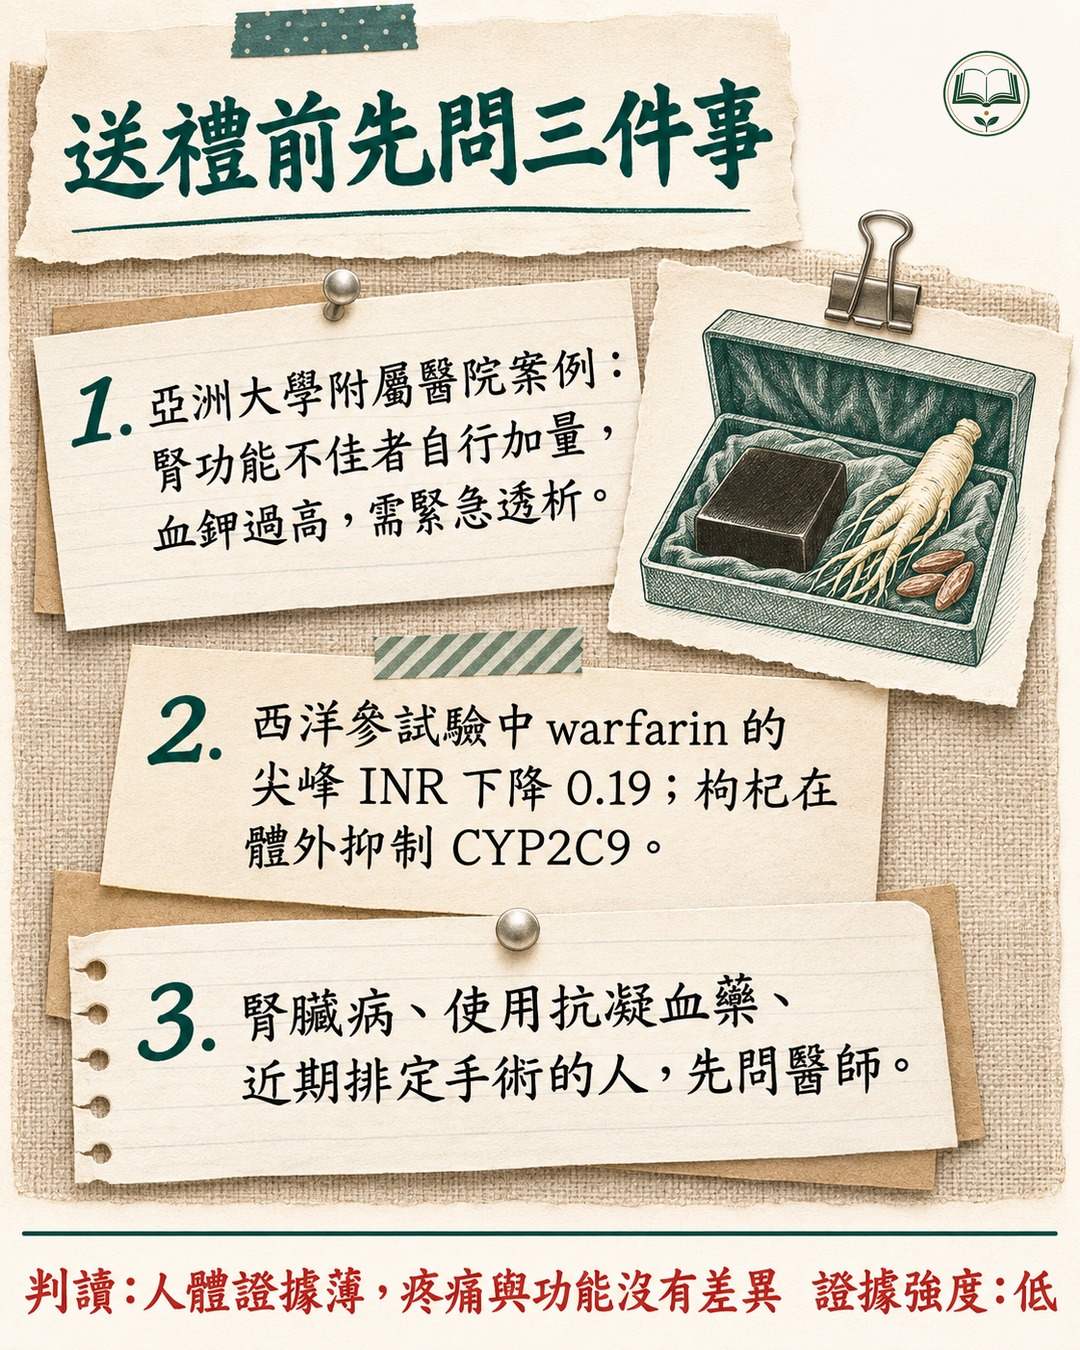 送禮前先問三件事
1. 亞洲大學附屬醫院案例：
腎功能不佳者自行加量，
血鉀過高，需緊急透析。
2. 西洋參試驗中 warfarin 的
尖峰 INR 下降 0.19；枸杞在
體外抑制 CYP2C9。
3. 腎臟病、使用抗凝血藥、
近期排定手術的人，先問醫師。
判讀：人體證據薄，疼痛與功能沒有差異 證據強度：低